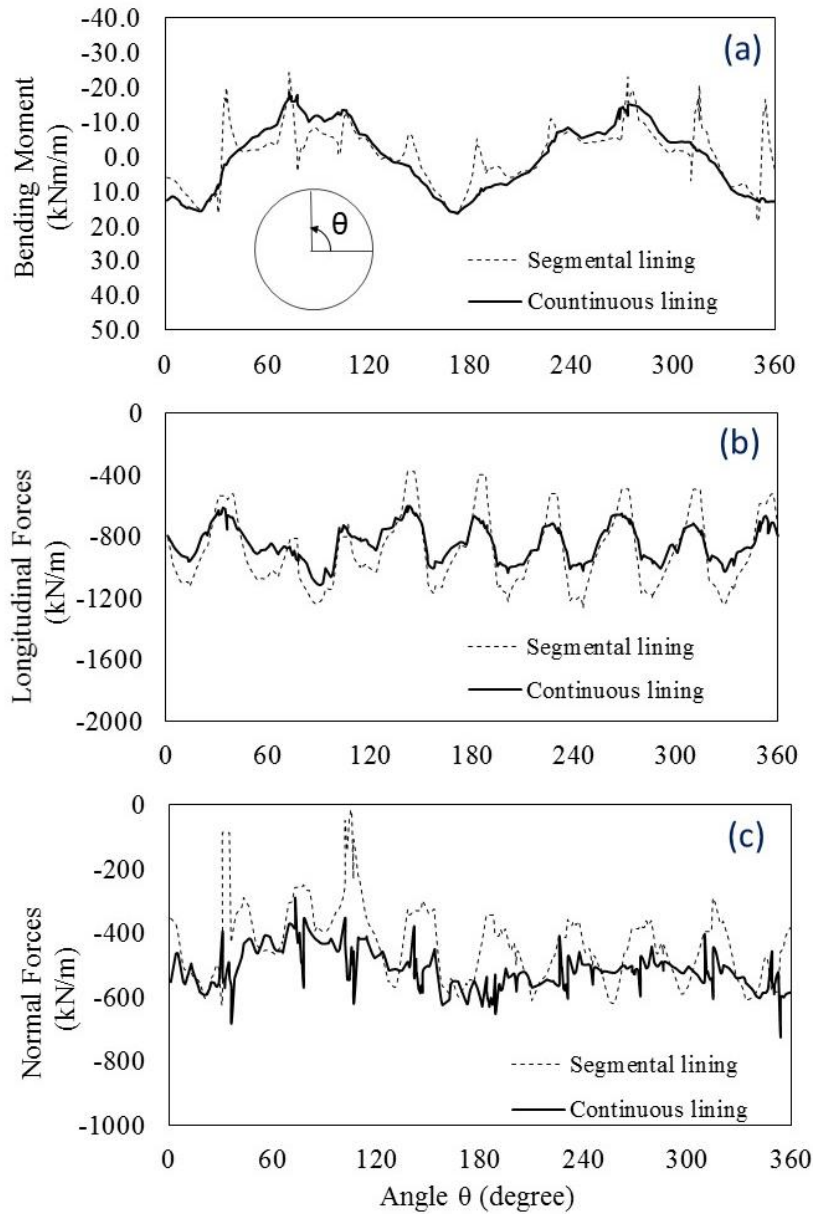 (a)
Bending Moment
(kNm/m)
-40.0
-30.0
-20.0
-10.0
0.0
10.0
20.0
30.0
40.0
50.0
θ
Segmental lining
Countinuous lining
0 60 120 180 240 300 360
(b)
Longitudinal Forces
(kN/m)
0
-400
-800
-1200
-1600
-2000
Segmental lining
Continuous lining
0 60 120 180 240 300 360
(c)
Normal Forces
(kN/m)
0
-200
-400
-600
-800
-1000
Segmental lining
Continuous lining
0 60 120 180 240 300 360
Angle θ (degree)